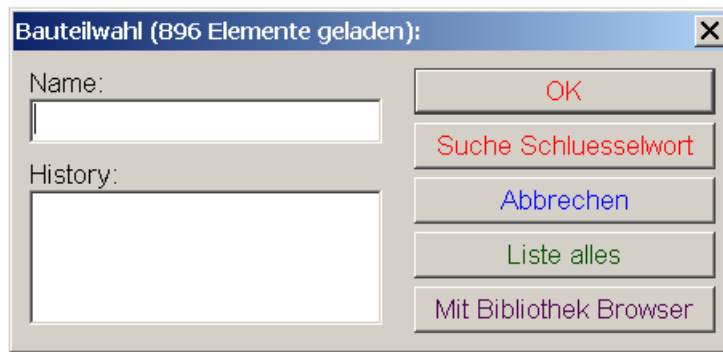 Bauteilwahl (896 Elemente geladen):
Name:
OK
Suche Schluesselwort
History:
Abbrechen
Liste alles
Mit Bibliothek Browser